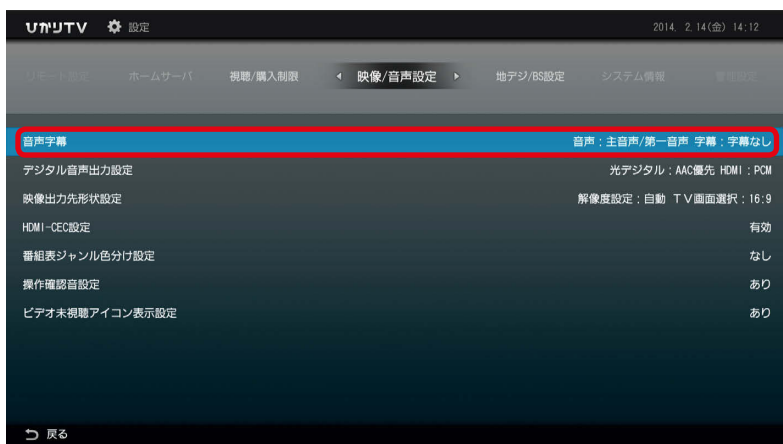 ひかりTV 設定 2014. 2.14(金) 14:12
リモート設定 ホームサーバ 視聴/購入制限 映像/音声設定 地デジ/BS設定 システム情報 管理設定
音声字幕 音声:主音声/第一音声 字幕:字幕なし
デジタル音声出力設定 光デジタル:AAC優先 HDMI:PCM
映像出力先形状設定 解像度設定:自動 TV画面選択:16:9
HDMI-CEC設定 有効
番組表ジャンル色分け設定 なし
操作確認音設定 あり
ビデオ未視聴アイコン表示設定 あり
戻る